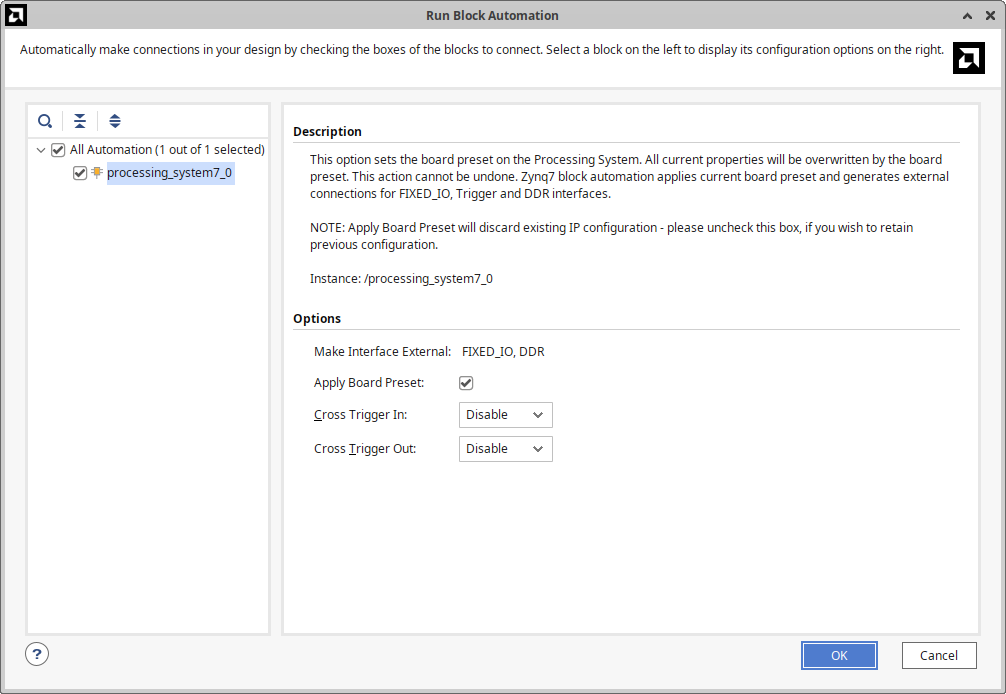 Run Block Automation
Automatically make connections in your design by checking the boxes of the blocks to connect. Select a block on the left to display its configuration options on the right.
All Automation (1 out of 1 selected)
processing_system7_0
Description
This option sets the board preset on the Processing System. All current properties will be overwritten by the board
preset. This action cannot be undone. Zynq7 block automation applies current board preset and generates external
connections for FIXED_IO, Trigger and DDR interfaces.
NOTE: Apply Board Preset will discard existing IP configuration - please uncheck this box, if you wish to retain
previous configuration.
Instance: /processing_system7_0
Options
Make Interface External: FIXED_IO, DDR
Apply Board Preset:
Cross Trigger In: Disable
Cross Trigger Out: Disable
? OK Cancel